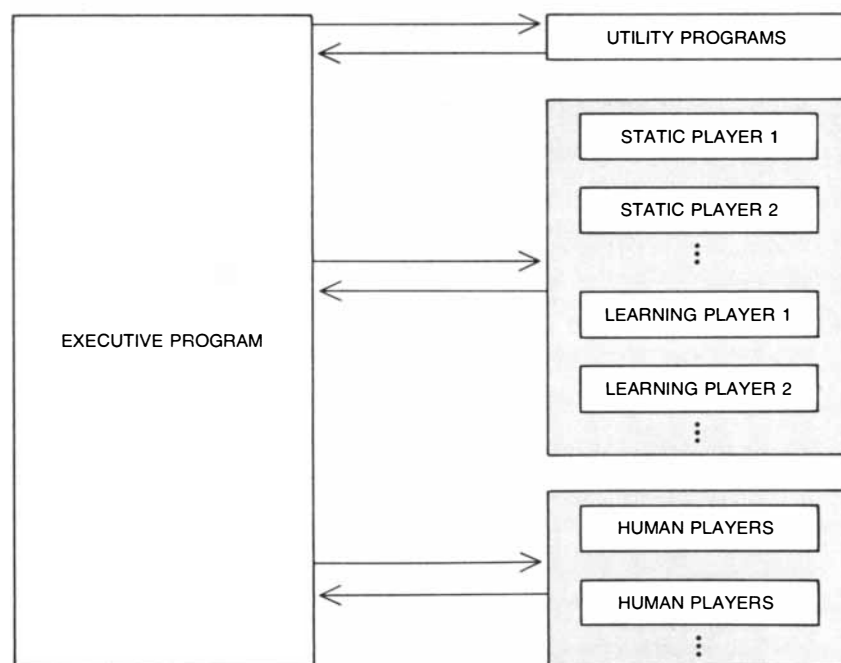 UTILITY PROGRAMS
STATIC PLAYER 1
STATIC PLAYER 2
LEARNING PLAYER 1
EXECUTIVE PROGRAM
LEARNING PLAYER 2
HUMAN PLAYERS
HUMAN PLAYERS